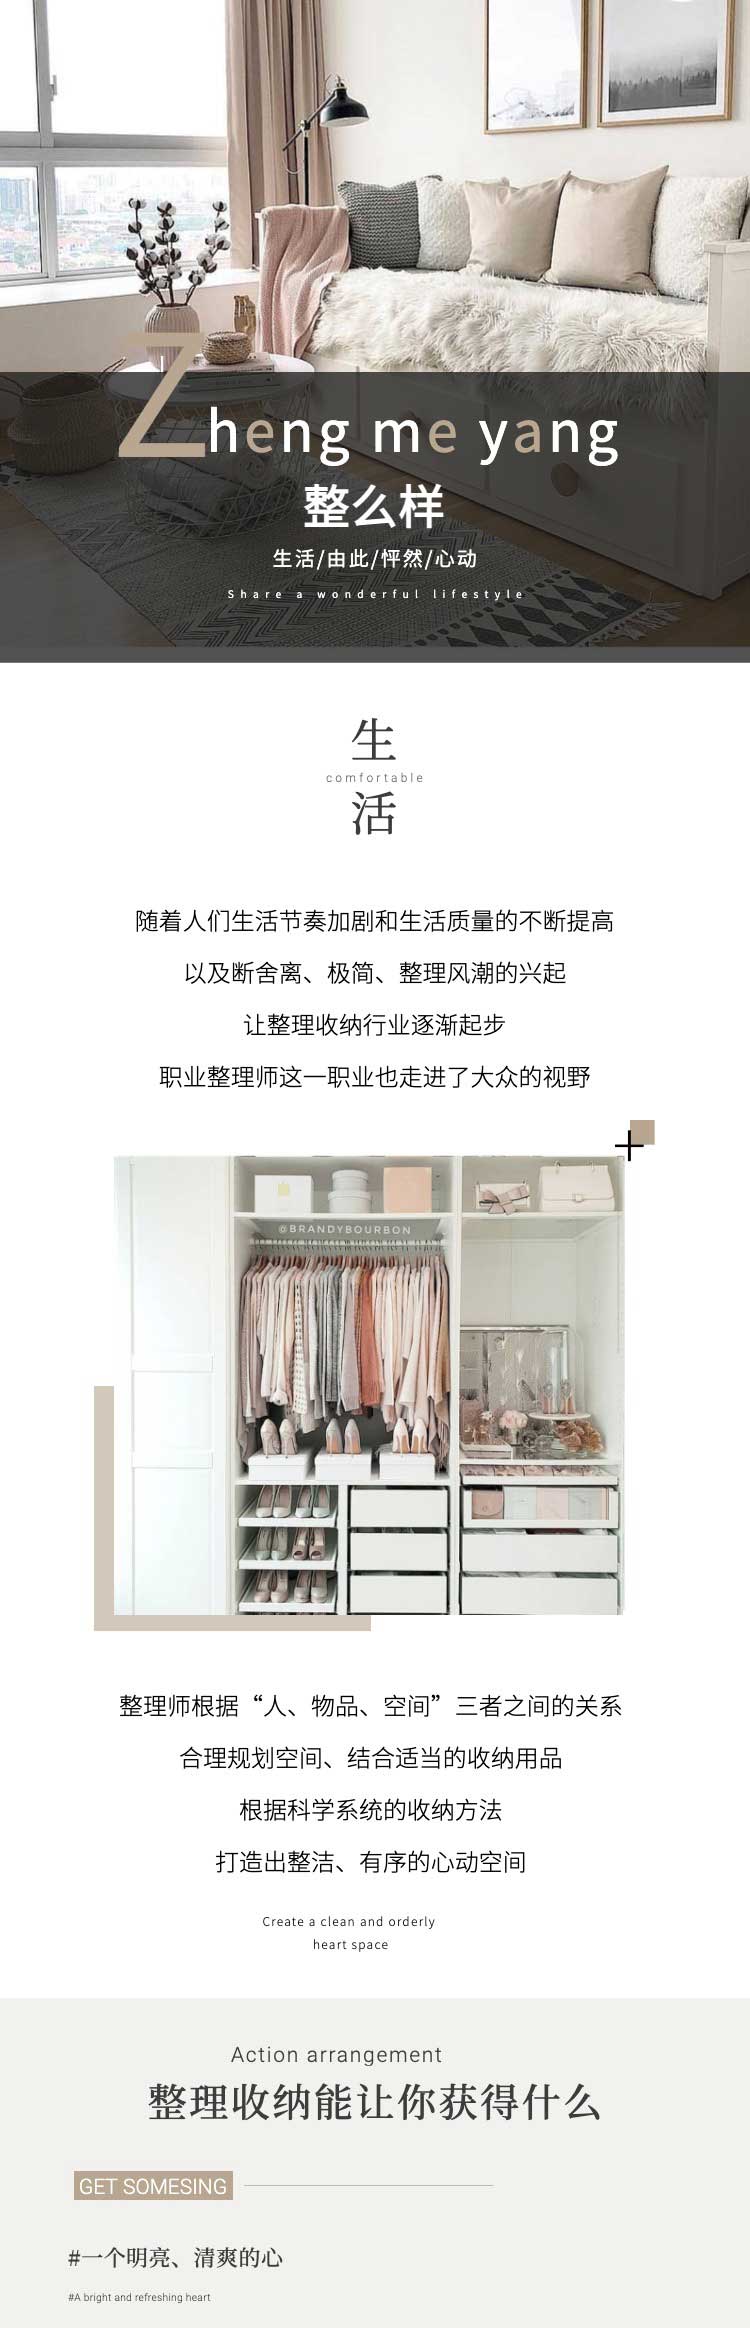 Zheng me yang
整么样
生活/由此/怦然/心动
Share a wonderful lifestyle
生
comfortable
活
随着人们生活节奏加剧和生活质量的不断提高
以及断舍离、极简、整理风潮的兴起
让整理收纳行业逐渐起步
职业整理师这一职业也走进了大众的视野
@BRANDYBOURBON
整理师根据“人、物品、空间”三者之间的关系
合理规划空间、结合适当的收纳用品
根据科学系统的收纳方法
打造出整洁、有序的心动空间
Create a clean and orderly
heart space
Action arrangement
整理收纳能让你获得什么
GET SOMESING
#一个明亮、清爽的心
#A bright and refreshing heart